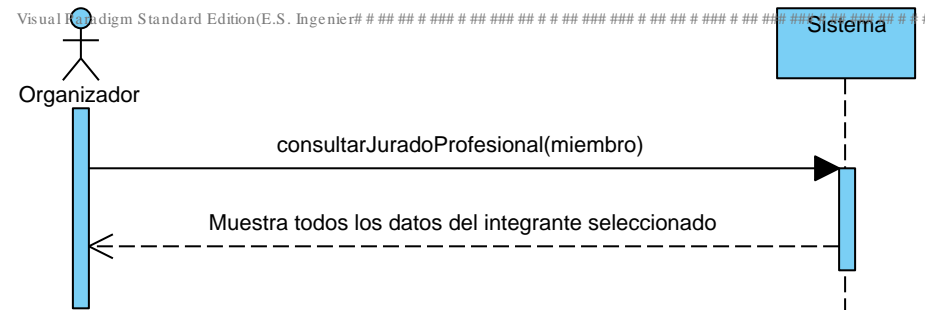 Visual Paradigm Standard Edition(E.S. Ingenier
Sistema
Organizador
consultarJuradoProfesional(miembro)
Muestra todos los datos del integrante seleccionado